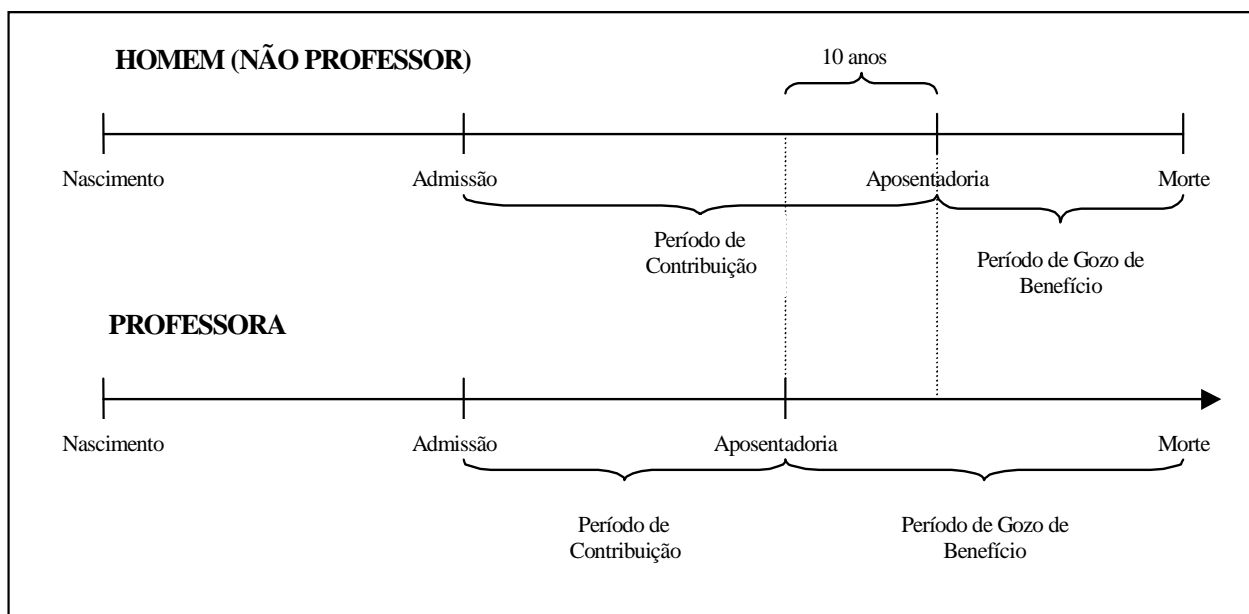 HOMEM (NÃO PROFESSOR)
10 anos
Nascimento
Admissão
Aposentadoria
Morte
Período de
Contribuição
Período de Gozo de
Benefício
PROFESSORA
Nascimento
Admissão
Aposentadoria
Morte
Período de
Contribuição
Período de Gozo de
Benefício